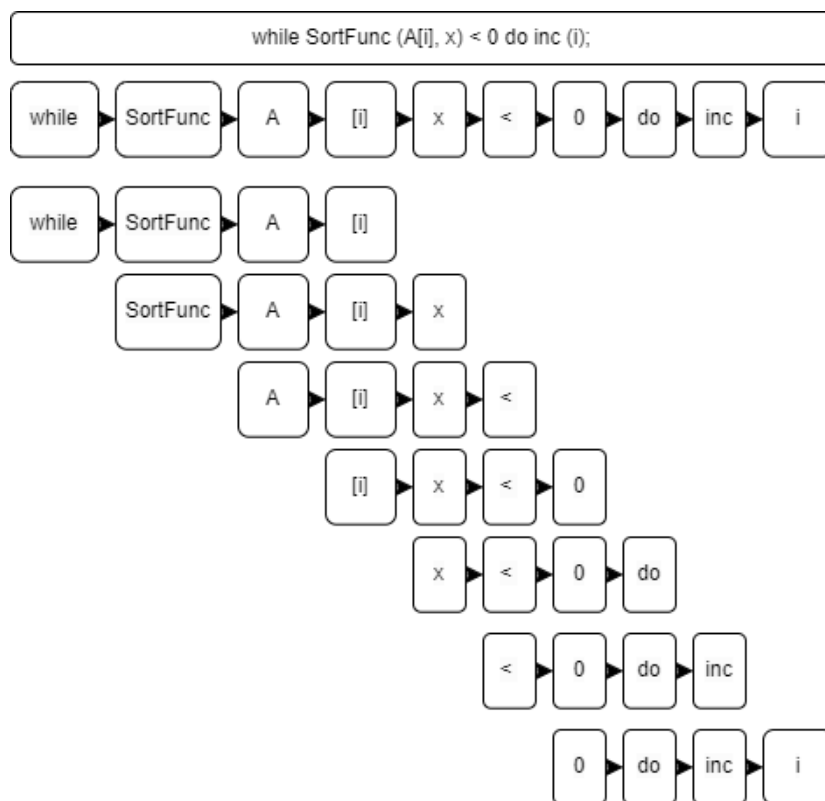 while SortFunc (A[i], x) < 0 do inc (i);
while SortFunc A [i] x < 0 do inc i
while SortFunc A [i]
SortFunc A [i] x
A [i] x <
[i] x < 0
x < 0 do
< 0 do inc
0 do inc i